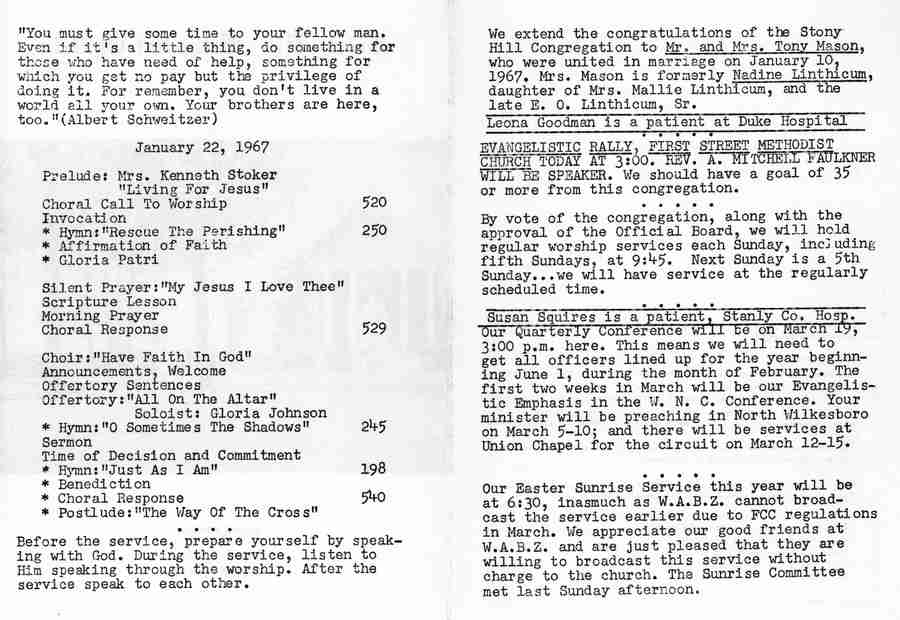 "You must give some time to your fellow man.
Even if it's a little thing, do something for
those who have need of help, something for
which you get no pay but the privilege of
doing it. For remember, you don't live in a
world all your own. Your brothers are here,
too."(Albert Schweitzer)
January 22, 1967
Prelude: Mrs. Kenneth Stoker
"Living For Jesus"
Choral Call To Worship 520
Invocation
* Hymn:"Rescue The Perishing" 250
* Affirmation of Faith
* Gloria Patri
Silent Prayer:"My Jesus I Love Thee"
Scripture Lesson
Morning Prayer
Choral Response 529
Choir:"Have Faith In God"
Announcements, Welcome
Offertory Sentences
Offertory:"All On The Altar"
Soloist: Gloria Johnson
* Hymn:"O Sometimes The Shadows" 245
Sermon
Time of Decision and Commitment
* Hymn:"Just As I Am" 198
* Benediction
* Choral Response 540
* Postlude:"The Way Of The Cross"
. . . .
Before the service, prepare yourself by speak-
ing with God. During the service, listen to
Him speaking through the worship. After the
service speak to each other.
We extend the congratulations of the Stony
Hill Congregation to Mr. and Mrs. Tony Mason,
who were united in marriage on January 10,
1967. Mrs. Mason is formerly Nadine Linthicum,
daughter of Mrs. Mallie Linthicum, and the
late E. O. Linthicum, Sr.
Leona Goodman is a patient at Duke Hospital
. . . . .
EVANGELISTIC RALLY, FIRST STREET METHODIST
CHURCH TODAY AT 3:00. REV. A. MITCHELL FAULKNER
WILL BE SPEAKER. We should have a goal of 35
or more from this congregation.
. . . . .
By vote of the congregation, along with the
approval of the Official Board, we will hold
regular worship services each Sunday, including
fifth Sundays, at 9:45. Next Sunday is a 5th
Sunday...we will have service at the regularly
scheduled time.
. . . . .
Susan Squires is a patient, Stanly Co. Hosp.
Our Quarterly Conference will be on March 19,
3:00 p.m. here. This means we will need to
get all officers lined up for the year beginn-
ing June 1, during the month of February. The
first two weeks in March will be our Evangelis-
tic Emphasis in the W. N. C. Conference. Your
minister will be preaching in North Wilkesboro
on March 5-10; and there will be services at
Union Chapel for the circuit on March 12-15.
. . . . .
Our Easter Sunrise Service this year will be
at 6:30, inasmuch as W.A.B.Z. cannot broad-
cast the service earlier due to FCC regulations
in March. We appreciate our good friends at
W.A.B.Z. and are just pleased that they are
willing to broadcast this service without
charge to the church. The Sunrise Committee
met last Sunday afternoon.